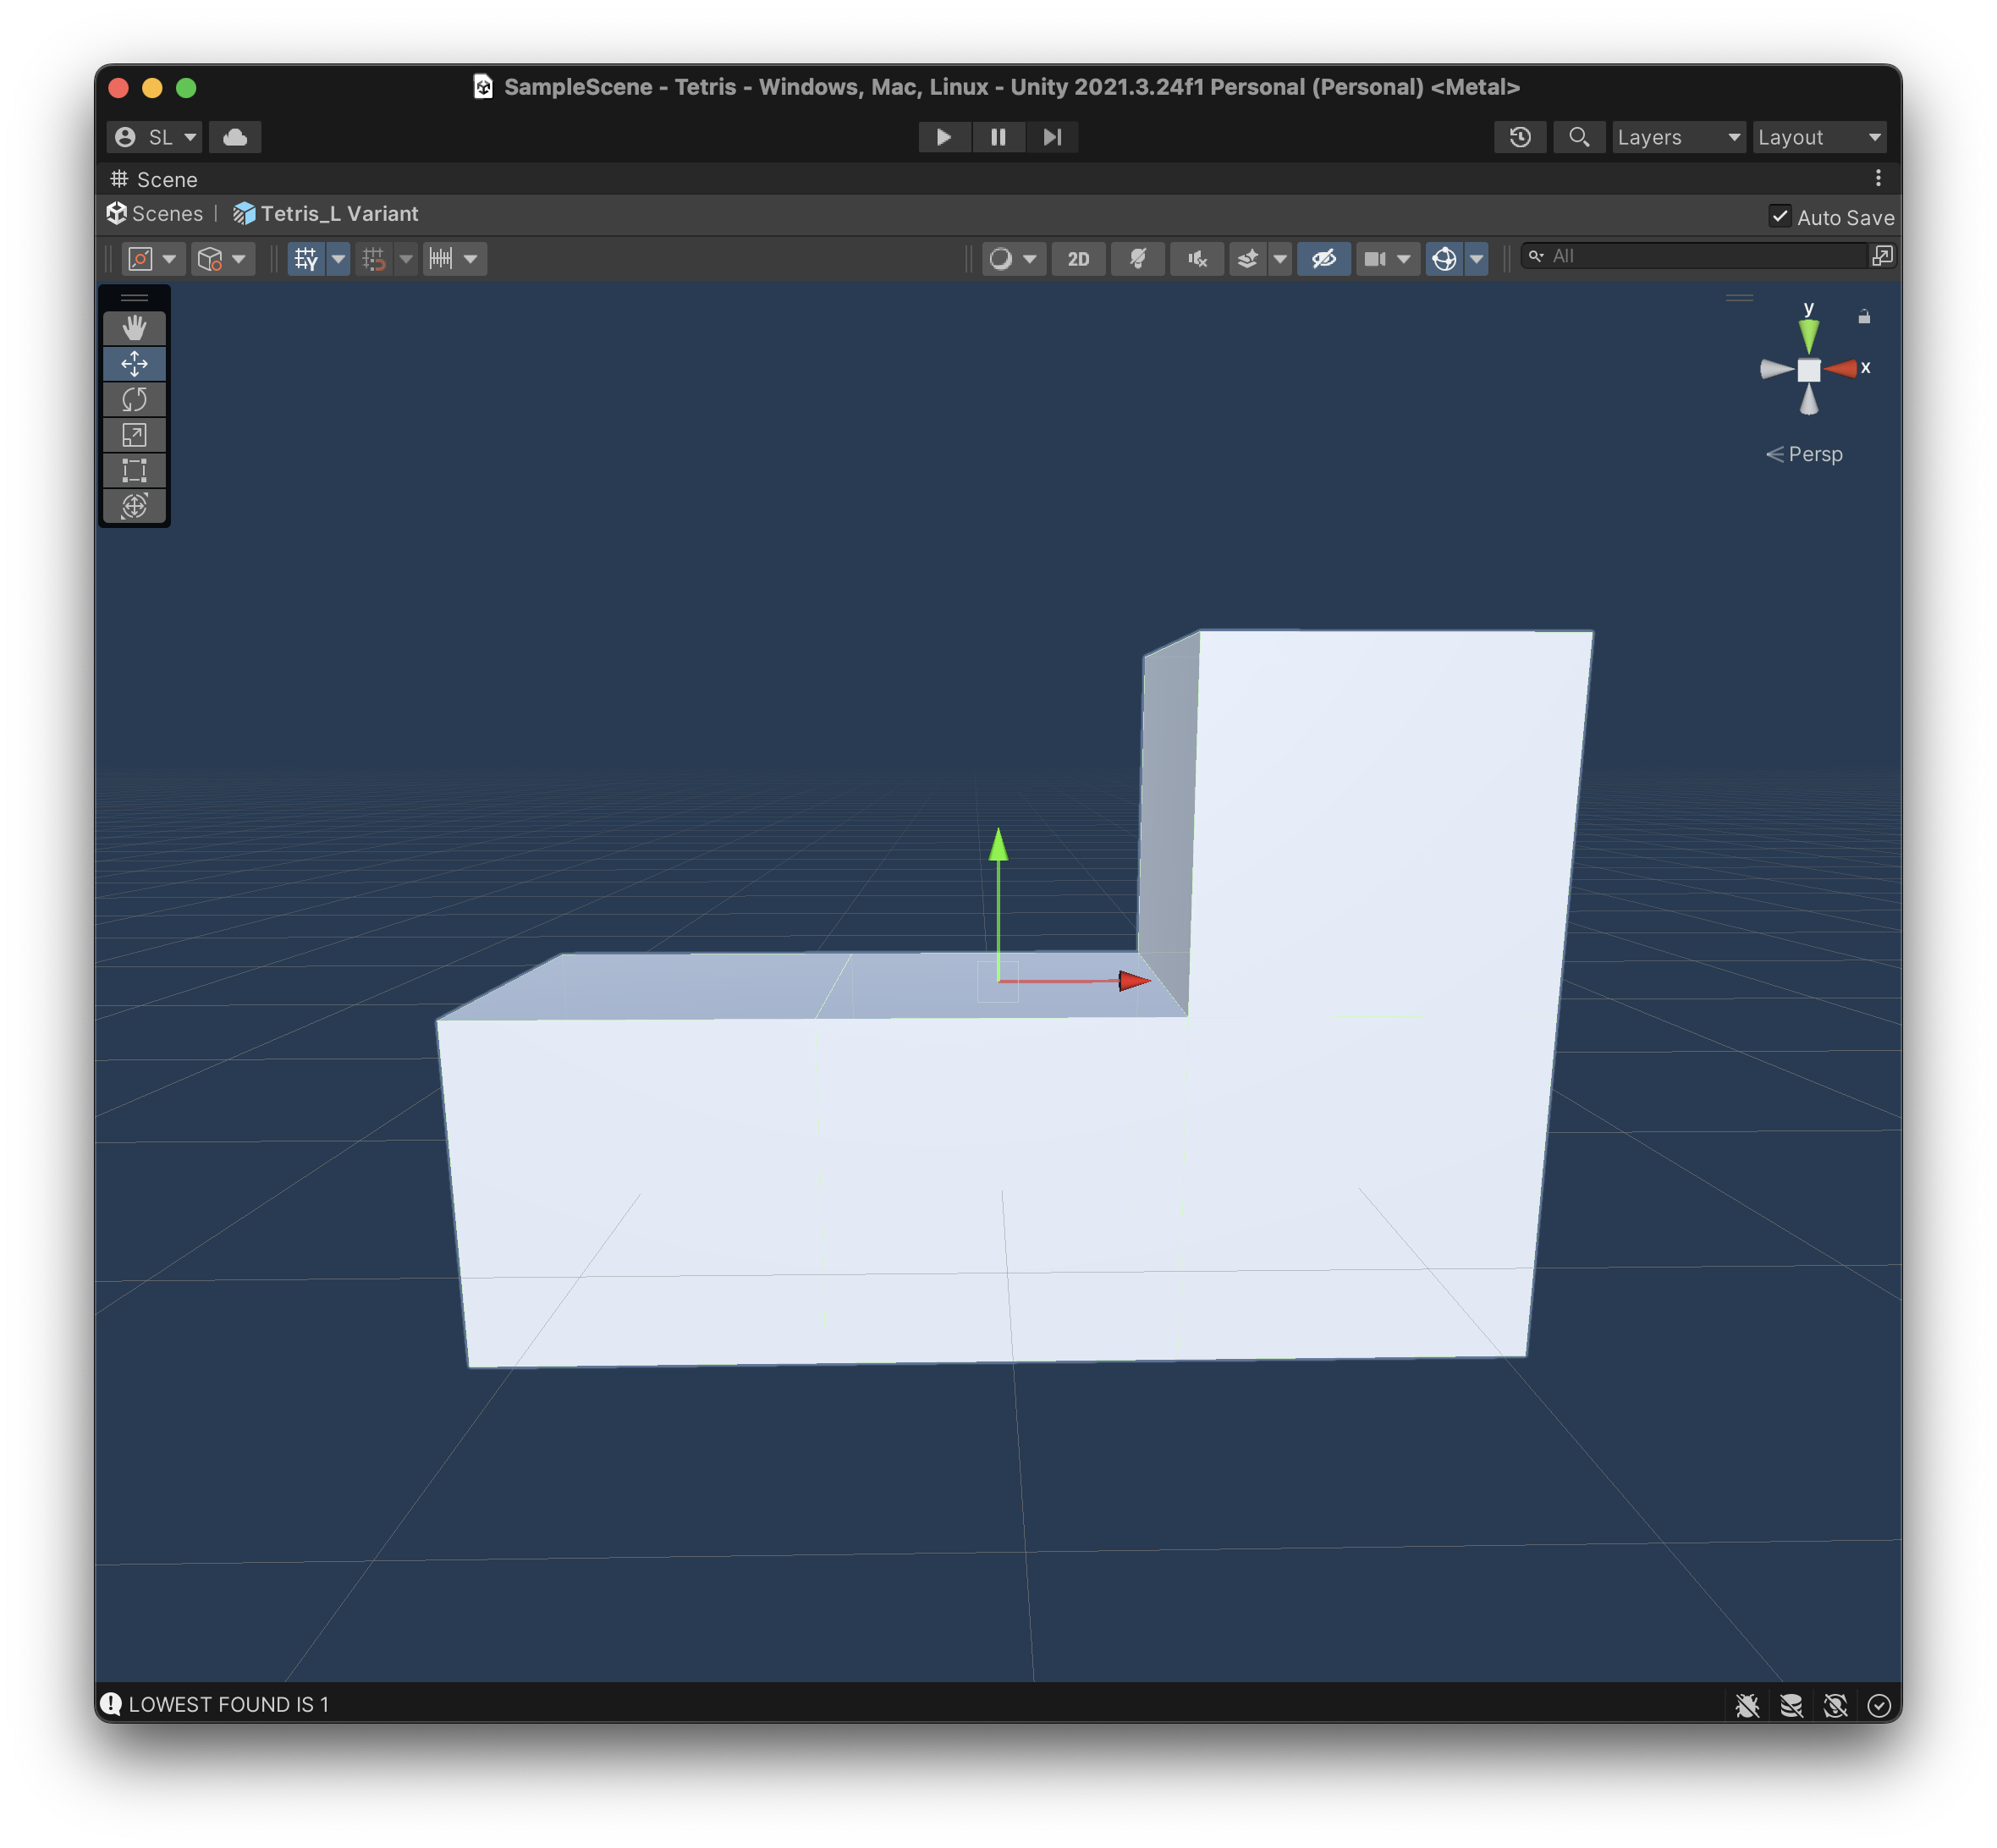 SampleScene - Tetris - Windows, Mac, Linux - Unity 2021.3.24f1 Personal (Personal) <Metal>
SL
Layers
Layout
Scene
Scenes
Tetris_L Variant
Auto Save
2D
All
y
x
Persp
LOWEST FOUND IS 1